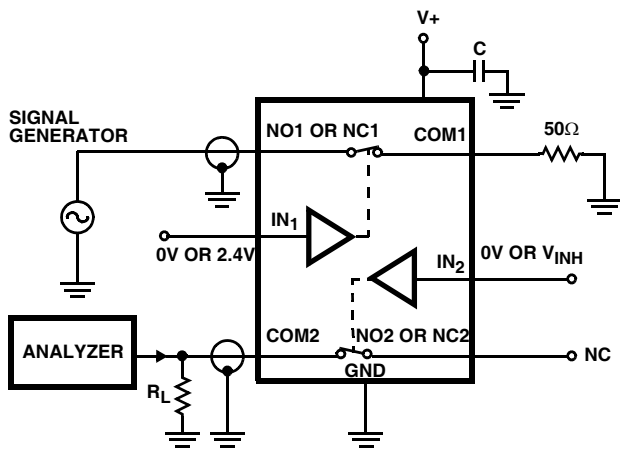 V+
C
SIGNAL
GENERATOR
NO1 OR NC1
COM1
50Ω
IN1
0V OR 2.4V
IN2
0V OR VINH
COM2
NO2 OR NC2
ANALYZER
GND
NC
RL